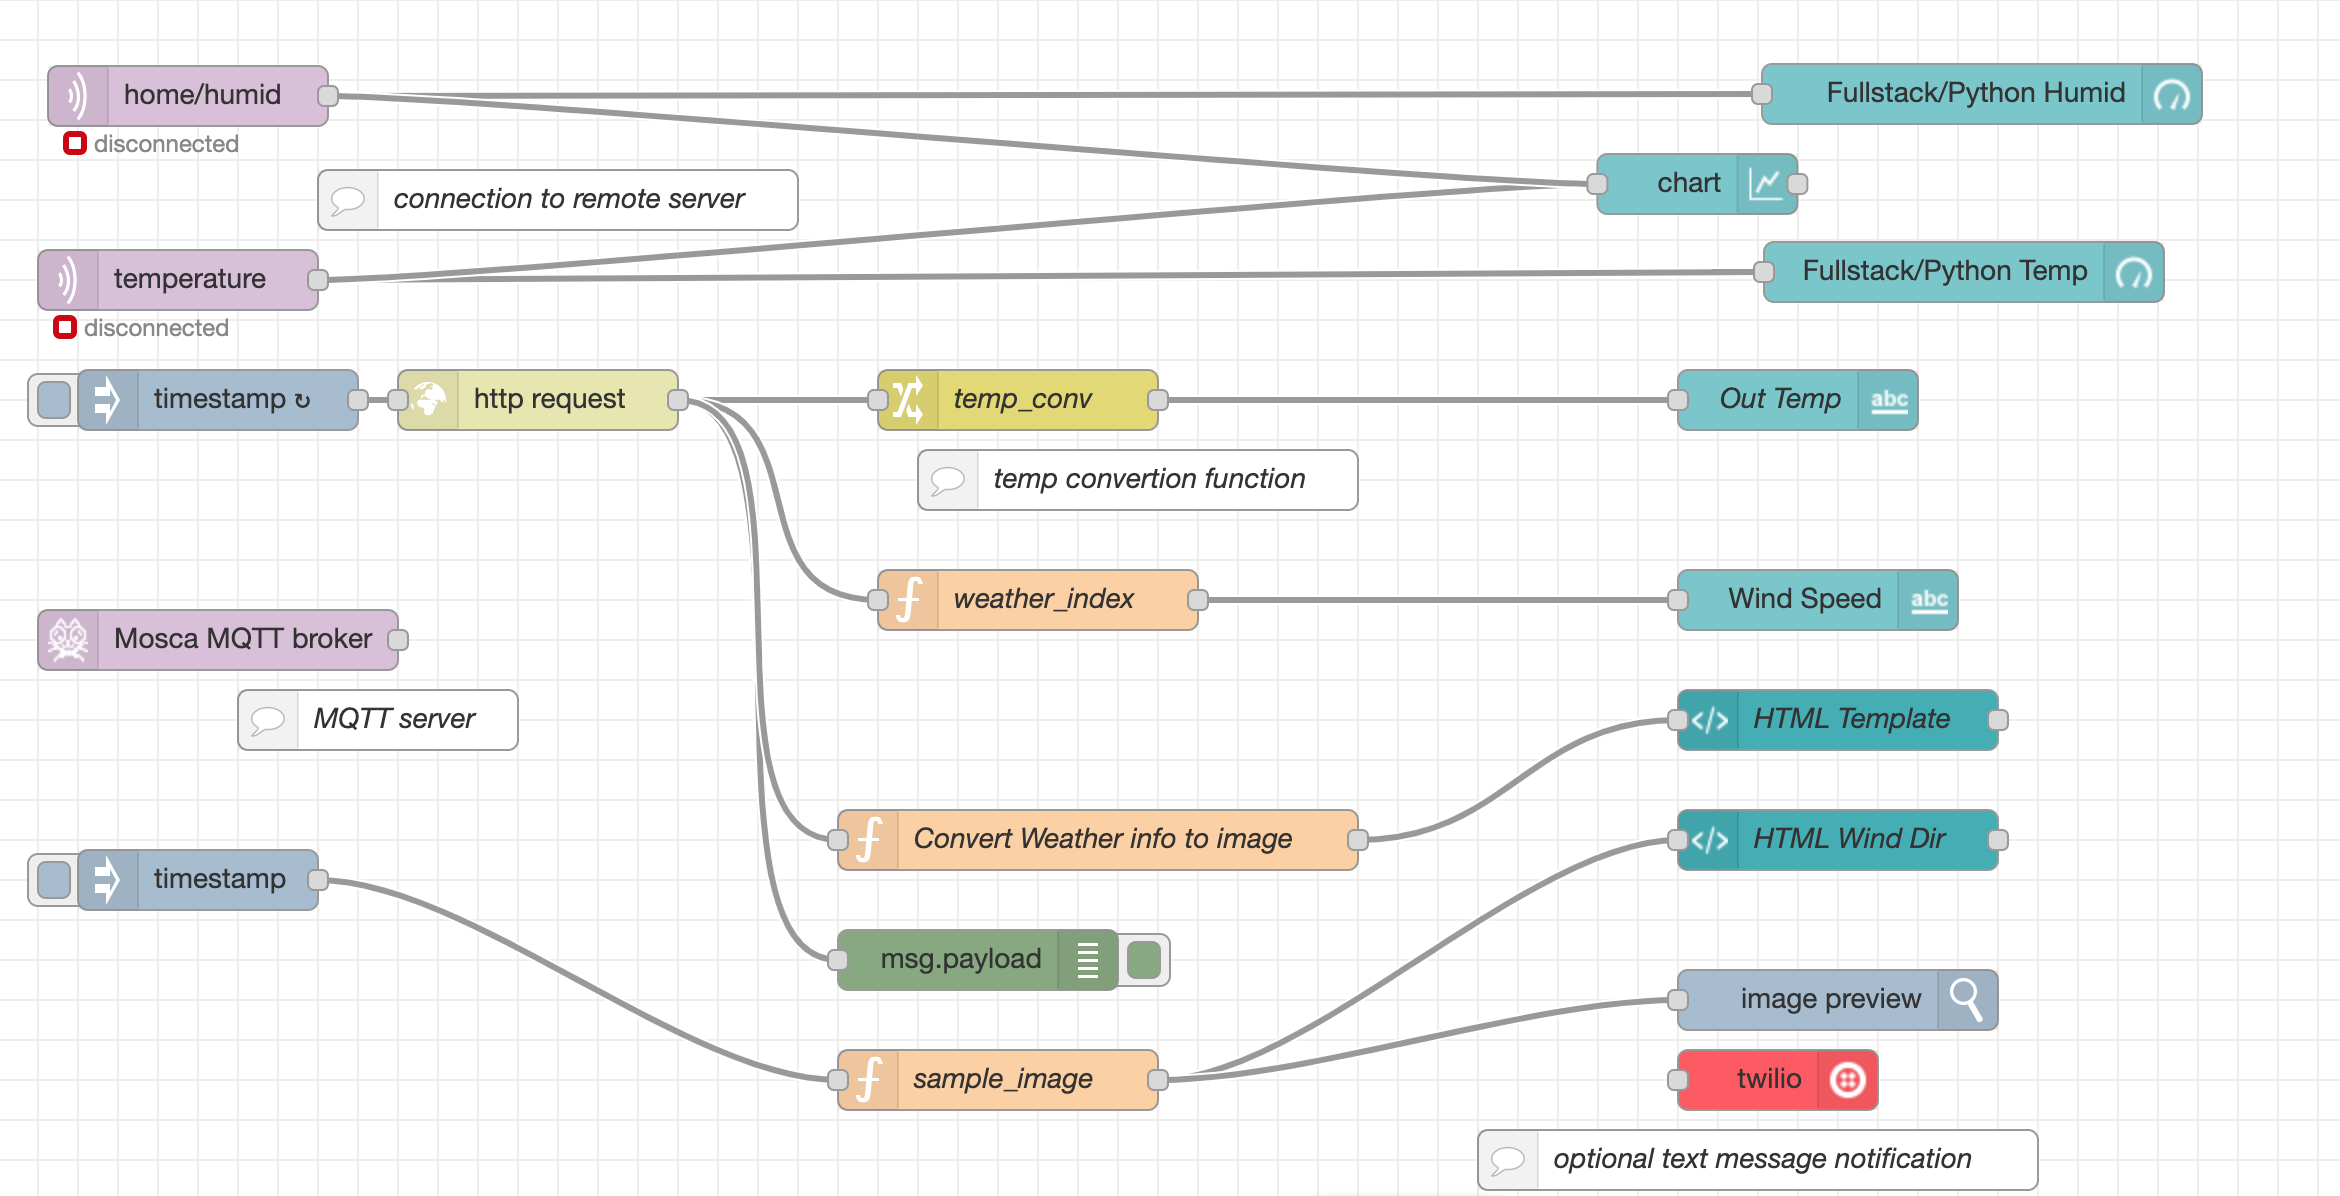 home/humid
Fullstack/Python Humid
disconnected
chart
connection to remote server
temperature
Fullstack/Python Temp
disconnected
timestamp ↻
http request
temp_conv
Out Temp
abc
temp convertion function
weather_index
Wind Speed
abc
Mosca MQTT broker
MQTT server
HTML Template
Convert Weather info to image
HTML Wind Dir
timestamp
msg.payload
image preview
sample_image
twilio
optional text message notification